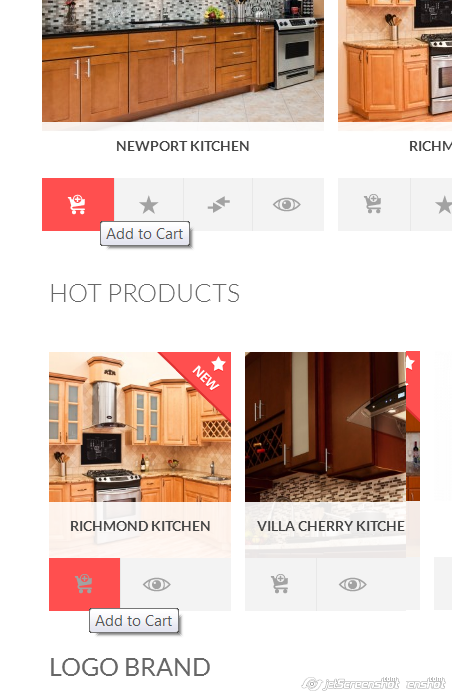 NEWPORT KITCHEN
RICHM
Add to Cart
HOT PRODUCTS
NEW
RICHMOND KITCHEN
VILLA CHERRY KITCHE
Add to Cart
LOGO BRAND
jetScreenshot